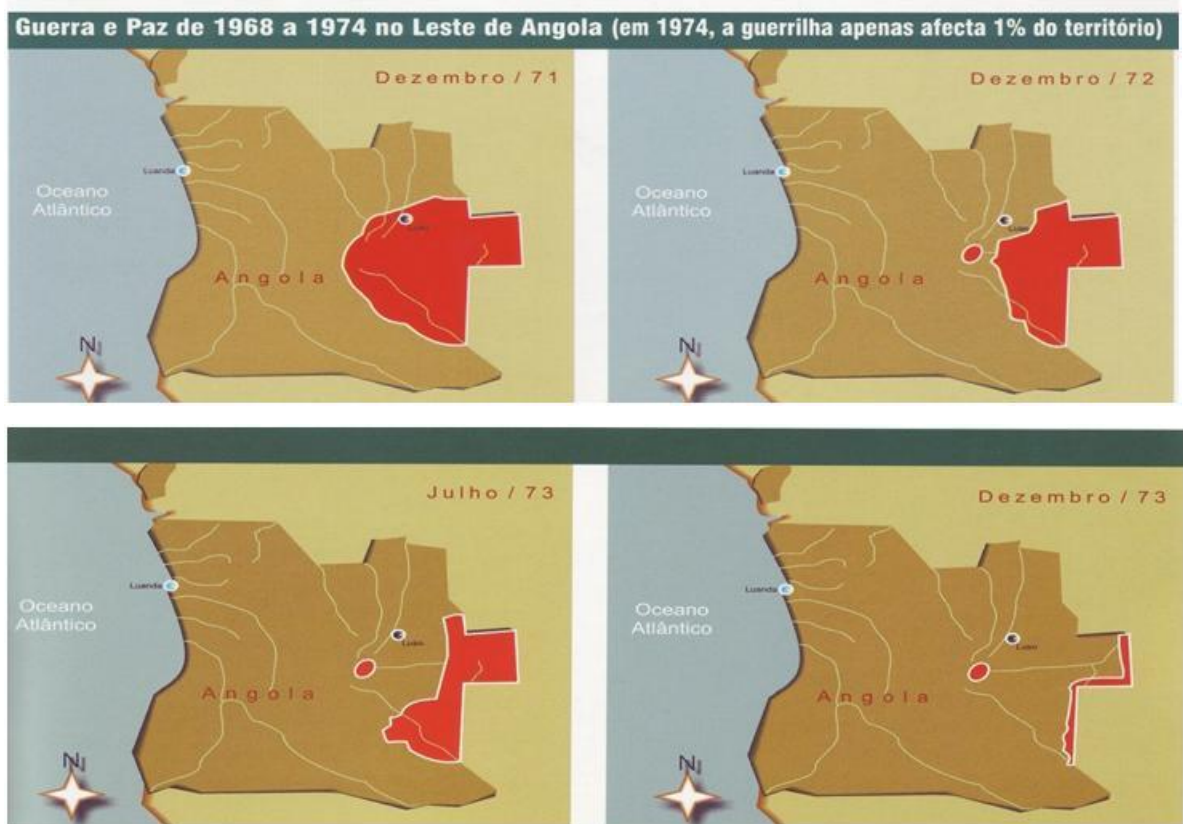 Guerra e Paz de 1968 a 1974 no Leste de Angola (em 1974, a guerrilha apenas afecta 1% do território)
Dezembro / 71
Luanda
Oceano
Atlântico
Luso
Angola
N
Dezembro / 72
Luanda
Oceano
Atlântico
Luso
Angola
N
Julho / 73
Luanda
Oceano
Atlântico
Luso
Angola
N
Dezembro / 73
Luanda
Oceano
Atlântico
Luso
Angola
N